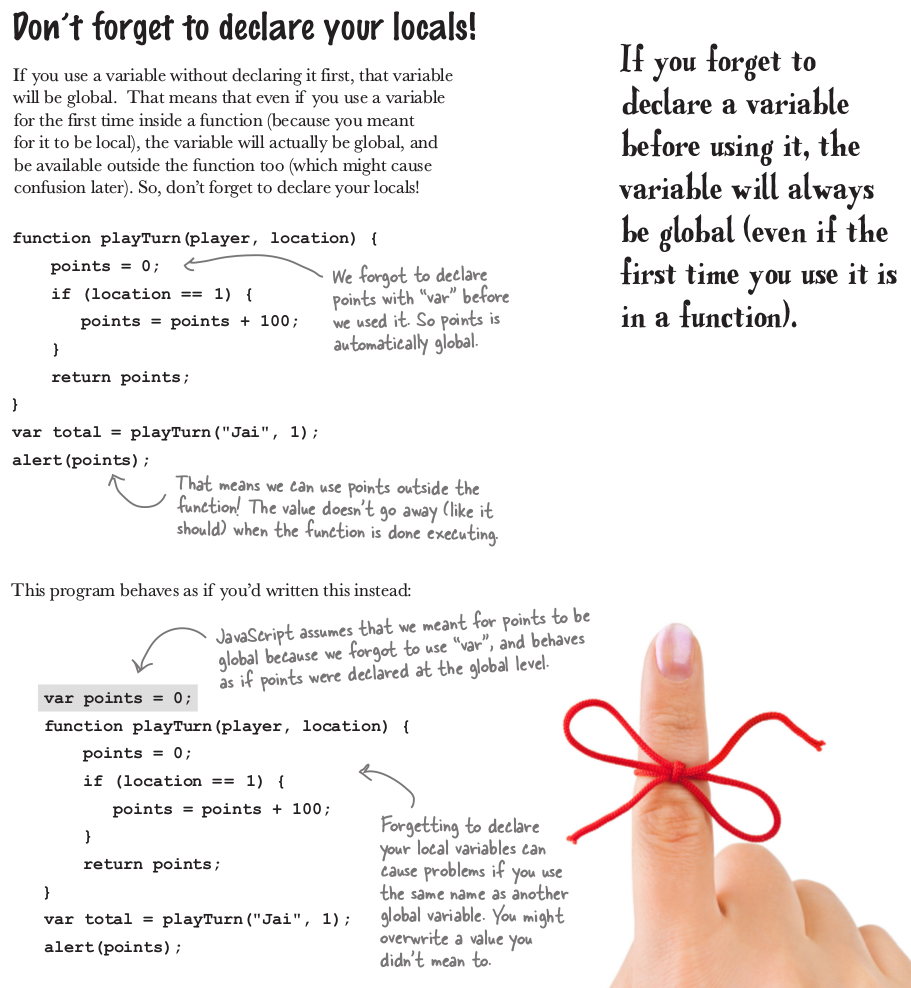 Don't forget to declare your locals!
If you use a variable without declaring it first, that variable
will be global.  That means that even if you use a variable
for the first time inside a function (because you meant
for it to be local), the variable will actually be global, and
be available outside the function too (which might cause
confusion later). So, don't forget to declare your locals!
If you forget to
declare a variable
before using it, the
variable will always
be global (even if the
first time you use it is
in a function).
function playTurn(player, location) {
    points = 0;
    if (location == 1) {
        points = points + 100;
    }
    return points;
}
var total = playTurn("Jai", 1);
alert(points);
We forgot to declare
points with "var" before
we used it. So points is
automatically global.
That means we can use points outside the
function! The value doesn't go away (like it
should) when the function is done executing.
This program behaves as if you'd written this instead:
JavaScript assumes that we meant for points to be
global because we forgot to use "var", and behaves
as if points were declared at the global level.
var points = 0;
function playTurn(player, location) {
    points = 0;
    if (location == 1) {
        points = points + 100;
    }
    return points;
}
var total = playTurn("Jai", 1);
alert(points);
Forgetting to declare
your local variables can
cause problems if you use
the same name as another
global variable. You might
overwrite a value you
didn't mean to.